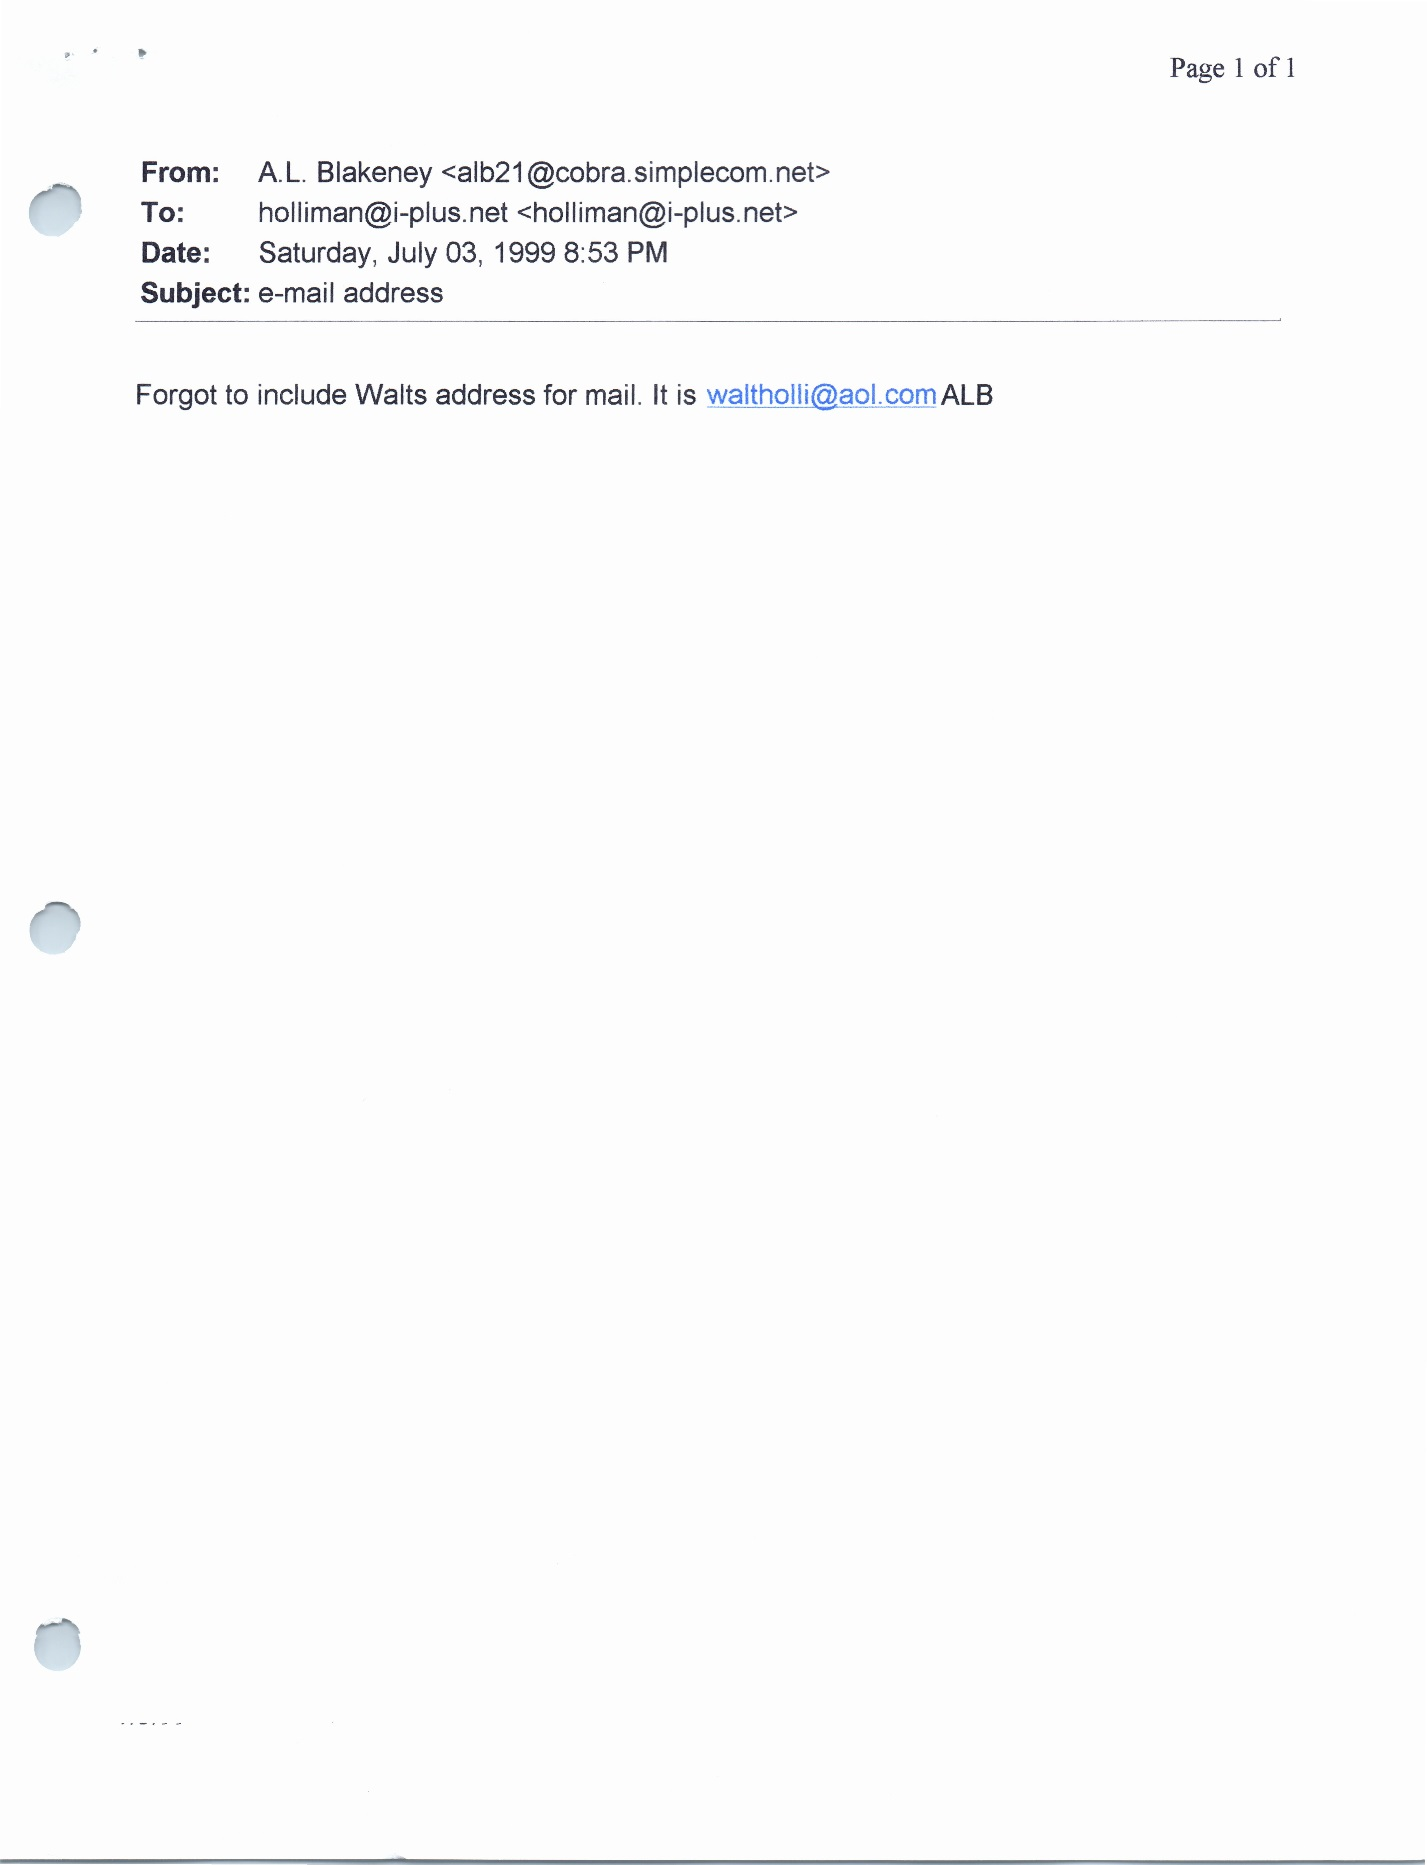 Page 1 of 1
From: A.L. Blakeney <alb21@cobra.simplecom.net>
To: holliman@i-plus.net <holliman@i-plus.net>
Date: Saturday, July 03, 1999 8:53 PM
Subject: e-mail address
Forgot to include Walts address for mail. It is waltholli@aol.com ALB